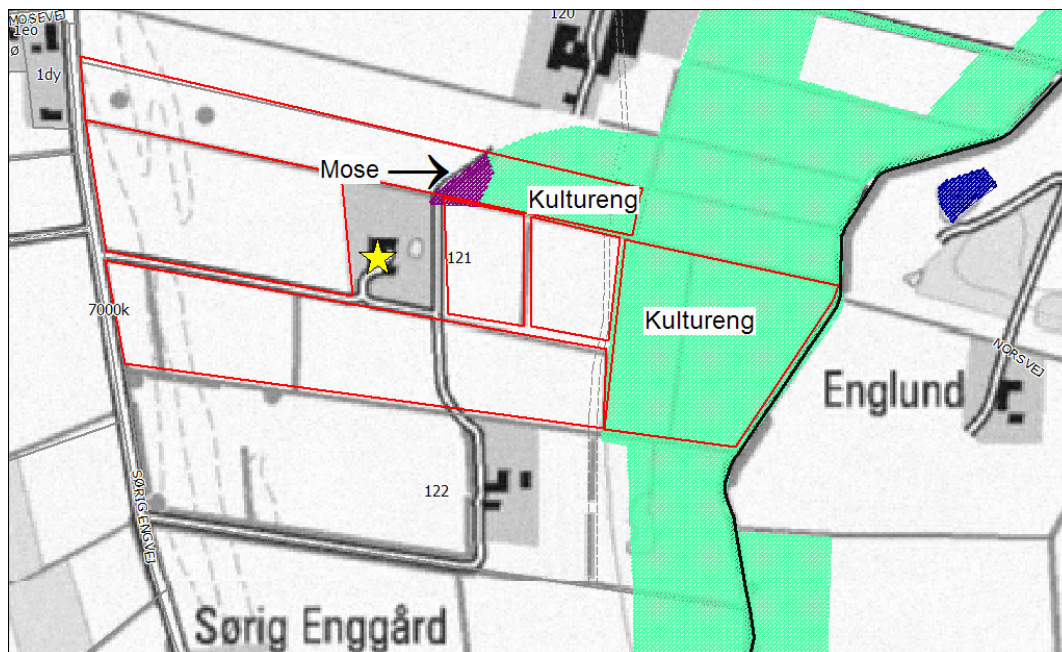 MOSEVEJ
1eo
ø
1dy
120
Mose
Kultureng
121
7000k
Kultureng
NORSVEJ
Englund
122
SØRIG ENGVEJ
Sørig Enggård